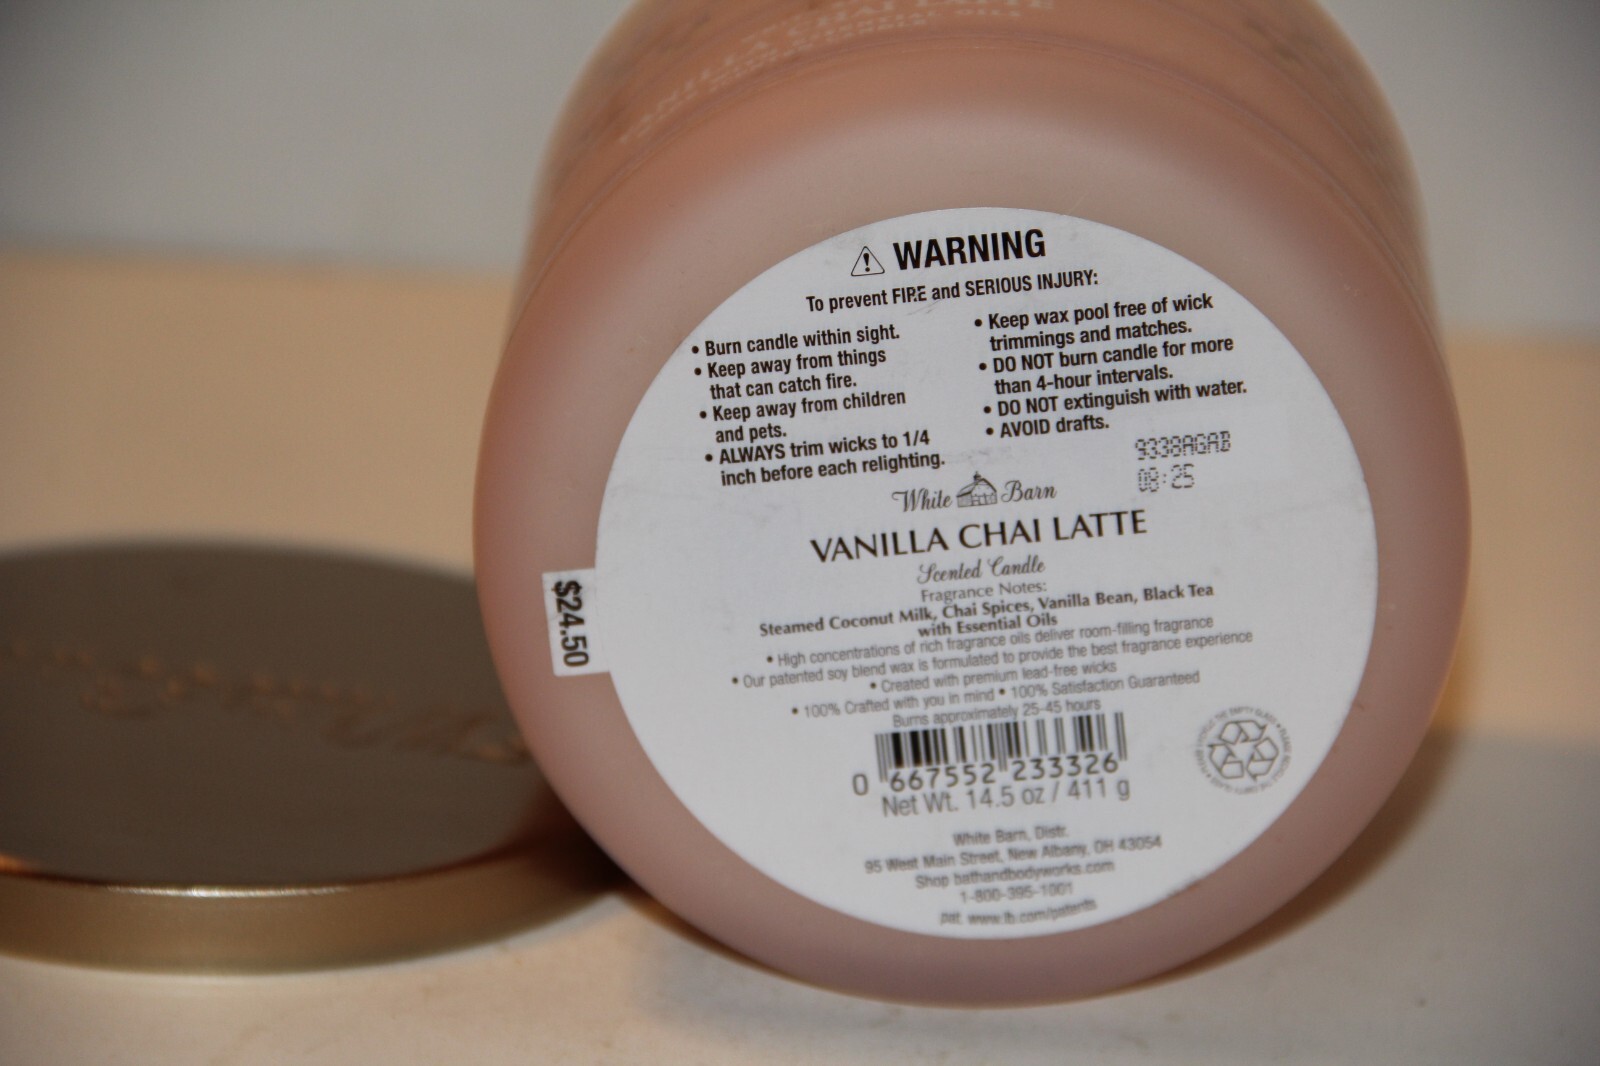 CHAI LATTE
VANILLA CHAI
WARNING
To prevent FIRE and SERIOUS INJURY:
• Burn candle within sight.
• Keep away from things
that can catch fire.
• Keep away from children
and pets.
• ALWAYS trim wicks to 1/4
inch before each relighting.
• Keep wax pool free of wick
trimmings and matches.
• DO NOT burn candle for more
than 4-hour intervals.
• DO NOT extinguish with water.
• AVOID drafts.
9338AGAB
08:25
White Barn
VANILLA CHAI LATTE
Scented Candle
Fragrance Notes:
Steamed Coconut Milk, Chai Spices, Vanilla Bean, Black Tea
with Essential Oils
• High concentrations of rich fragrance oils deliver room-filling fragrance
• Our patented soy blend wax is formulated to provide the best fragrance experience
• Created with premium lead-free wicks
• 100% Crafted with you in mind • 100% Satisfaction Guaranteed
Burns approximately 25-45 hours
0 667552 233326
Net Wt. 14.5 oz / 411 g
White Barn, Distr.
95 West Main Street, New Albany, OH 43054
Shop bathandbodyworks.com
1-800-395-1001
pat. www.lb.com/patents
$24.50